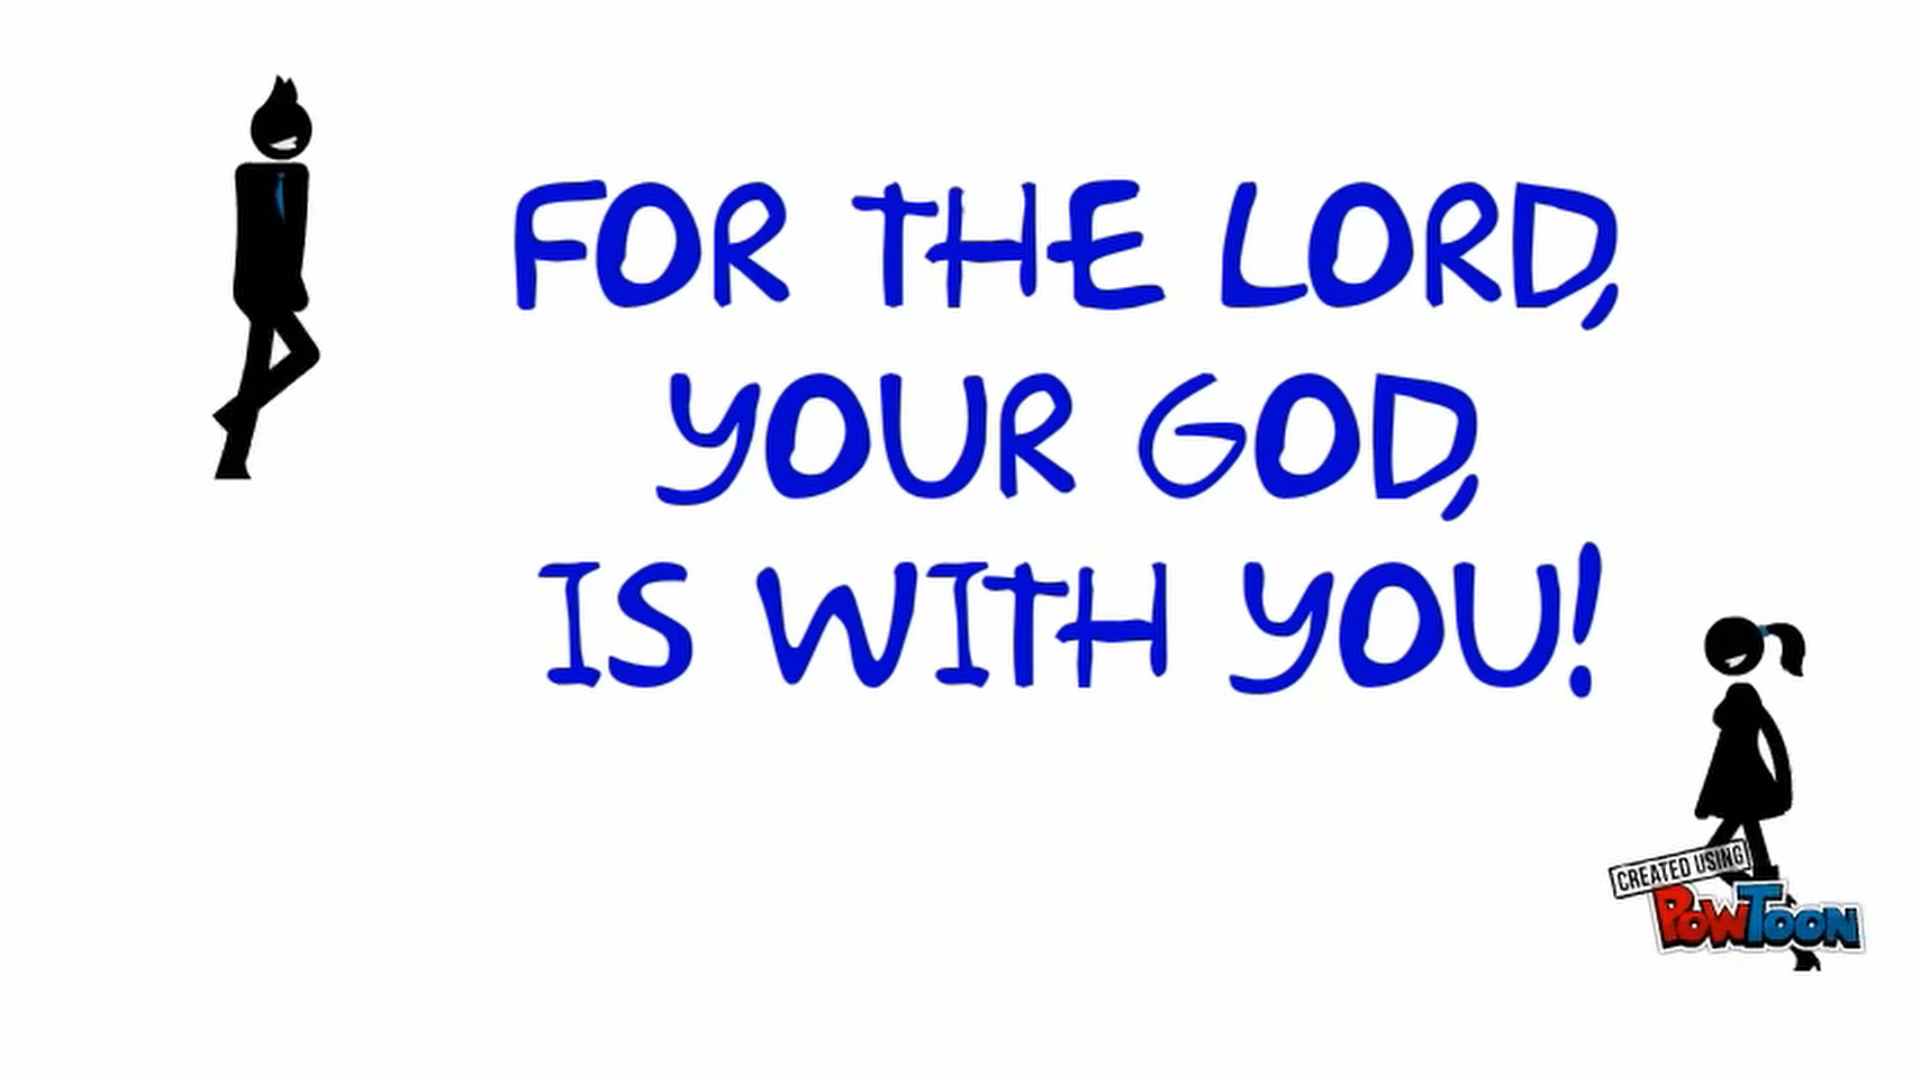 FOR THE LORD,
YOUR GOD,
IS WITH YOU!
CREATED USING
POWTOON